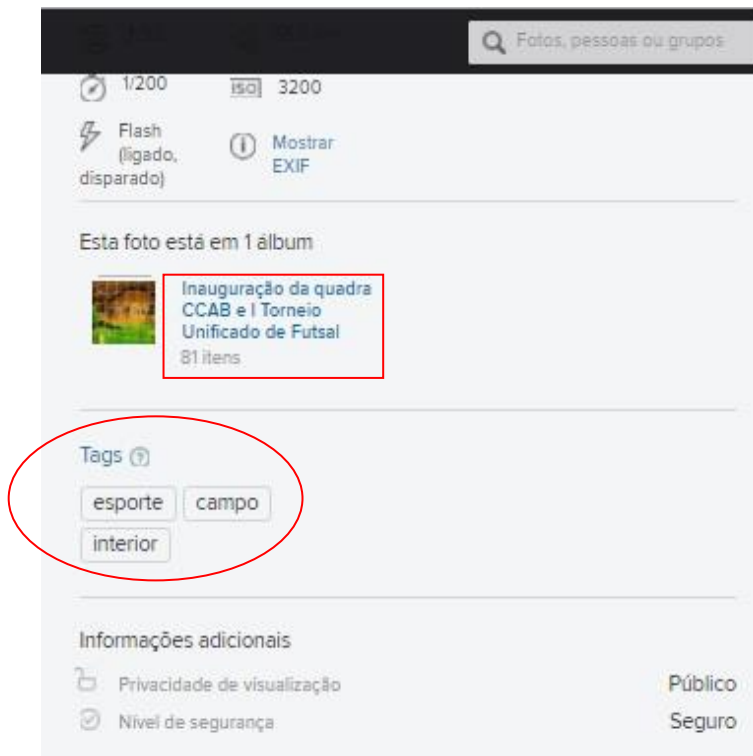 Fotos, pessoas ou grupos
1/200
ISO 3200
Flash
(ligado,
disparado)
Mostrar
EXIF
Esta foto está em 1 álbum
Inauguração da quadra
CCAB e I Torneio
Unificado de Futsal
81 itens
Tags ?
esporte campo
interior
Informações adicionais
Privacidade de visualização Público
Nível de segurança Seguro